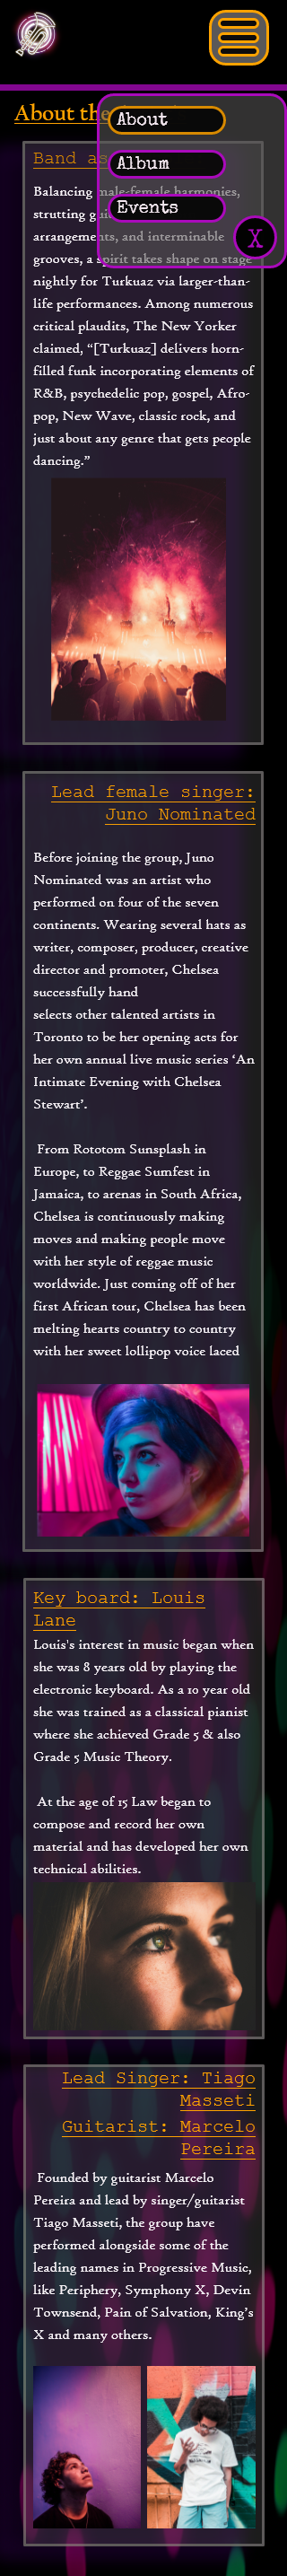 About the
About
Band as
Album
Balancing male-female harmonies,
strutting
Events
arrangements, and interminable
X
grooves, a spirit takes shape on stage
nightly for Turkuaz via larger-than-
life performances. Among numerous
critical plaudits, The New Yorker
claimed, “[Turkuaz] delivers horn-
filled funk incorporating elements of
R&B, psychedelic pop, gospel, Afro-
pop, New Wave, classic rock, and
just about any genre that gets people
dancing.”
Lead female singer:
Juno Nominated
Before joining the group, Juno
Nominated was an artist who
performed on four of the seven
continents. Wearing several hats as
writer, composer, producer, creative
director and promoter, Chelsea
successfully hand
selects other talented artists in
Toronto to be her opening acts for
her own annual live music series ‘An
Intimate Evening with Chelsea
Stewart’.
From Rototom Sunsplash in
Europe, to Reggae Sumfest in
Jamaica, to arenas in South Africa,
Chelsea is continuously making
moves and making people move
with her style of reggae music
worldwide. Just coming off of her
first African tour, Chelsea has been
melting hearts country to country
with her sweet lollipop voice laced
Key board: Louis
Lane
Louis's interest in music began when
she was 8 years old by playing the
electronic keyboard. As a 10 year old
she was trained as a classical pianist
where she achieved Grade 5 & also
Grade 5 Music Theory.
At the age of 15 Law began to
compose and record her own
material and has developed her own
technical abilities.
Lead Singer: Tiago
Masseti
Guitarist: Marcelo
Pereira
Founded by guitarist Marcelo
Pereira and lead by singer/guitarist
Tiago Masseti, the group have
performed alongside some of the
leading names in Progressive Music,
like Periphery, Symphony X, Devin
Townsend, Pain of Salvation, King’s
X and many others.